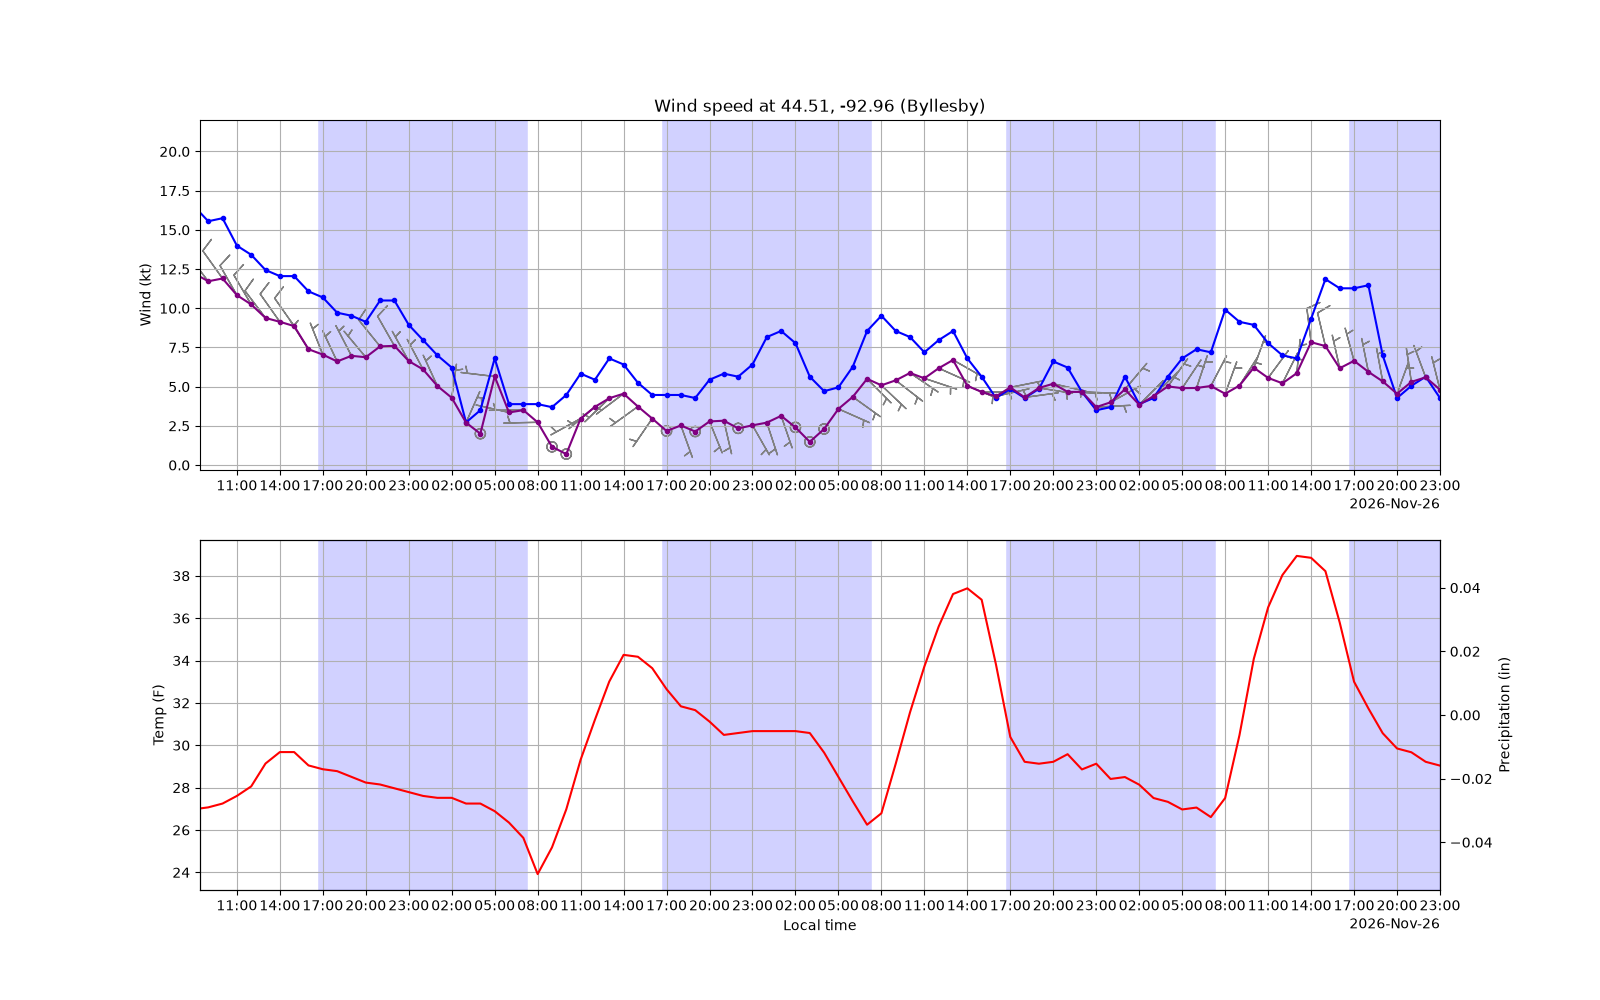 Wind speed at 44.51, -92.96 (Byllesby)
Wind (kt)
20.0
17.5
15.0
12.5
10.0
7.5
5.0
2.5
0.0
11:00 14:00 17:00 20:00 23:00 02:00 05:00 08:00 11:00 14:00 17:00 20:00 23:00 02:00 05:00 08:00 11:00 14:00 17:00 20:00 23:00 02:00 05:00 08:00 11:00 14:00 17:00 20:00 23:00
2026-Nov-26
Temp (F)
38
36
34
32
30
28
26
24
0.04
0.02
0.00
−0.02
−0.04
Precipitation (in)
11:00 14:00 17:00 20:00 23:00 02:00 05:00 08:00 11:00 14:00 17:00 20:00 23:00 02:00 05:00 08:00 11:00 14:00 17:00 20:00 23:00 02:00 05:00 08:00 11:00 14:00 17:00 20:00 23:00
Local time
2026-Nov-26